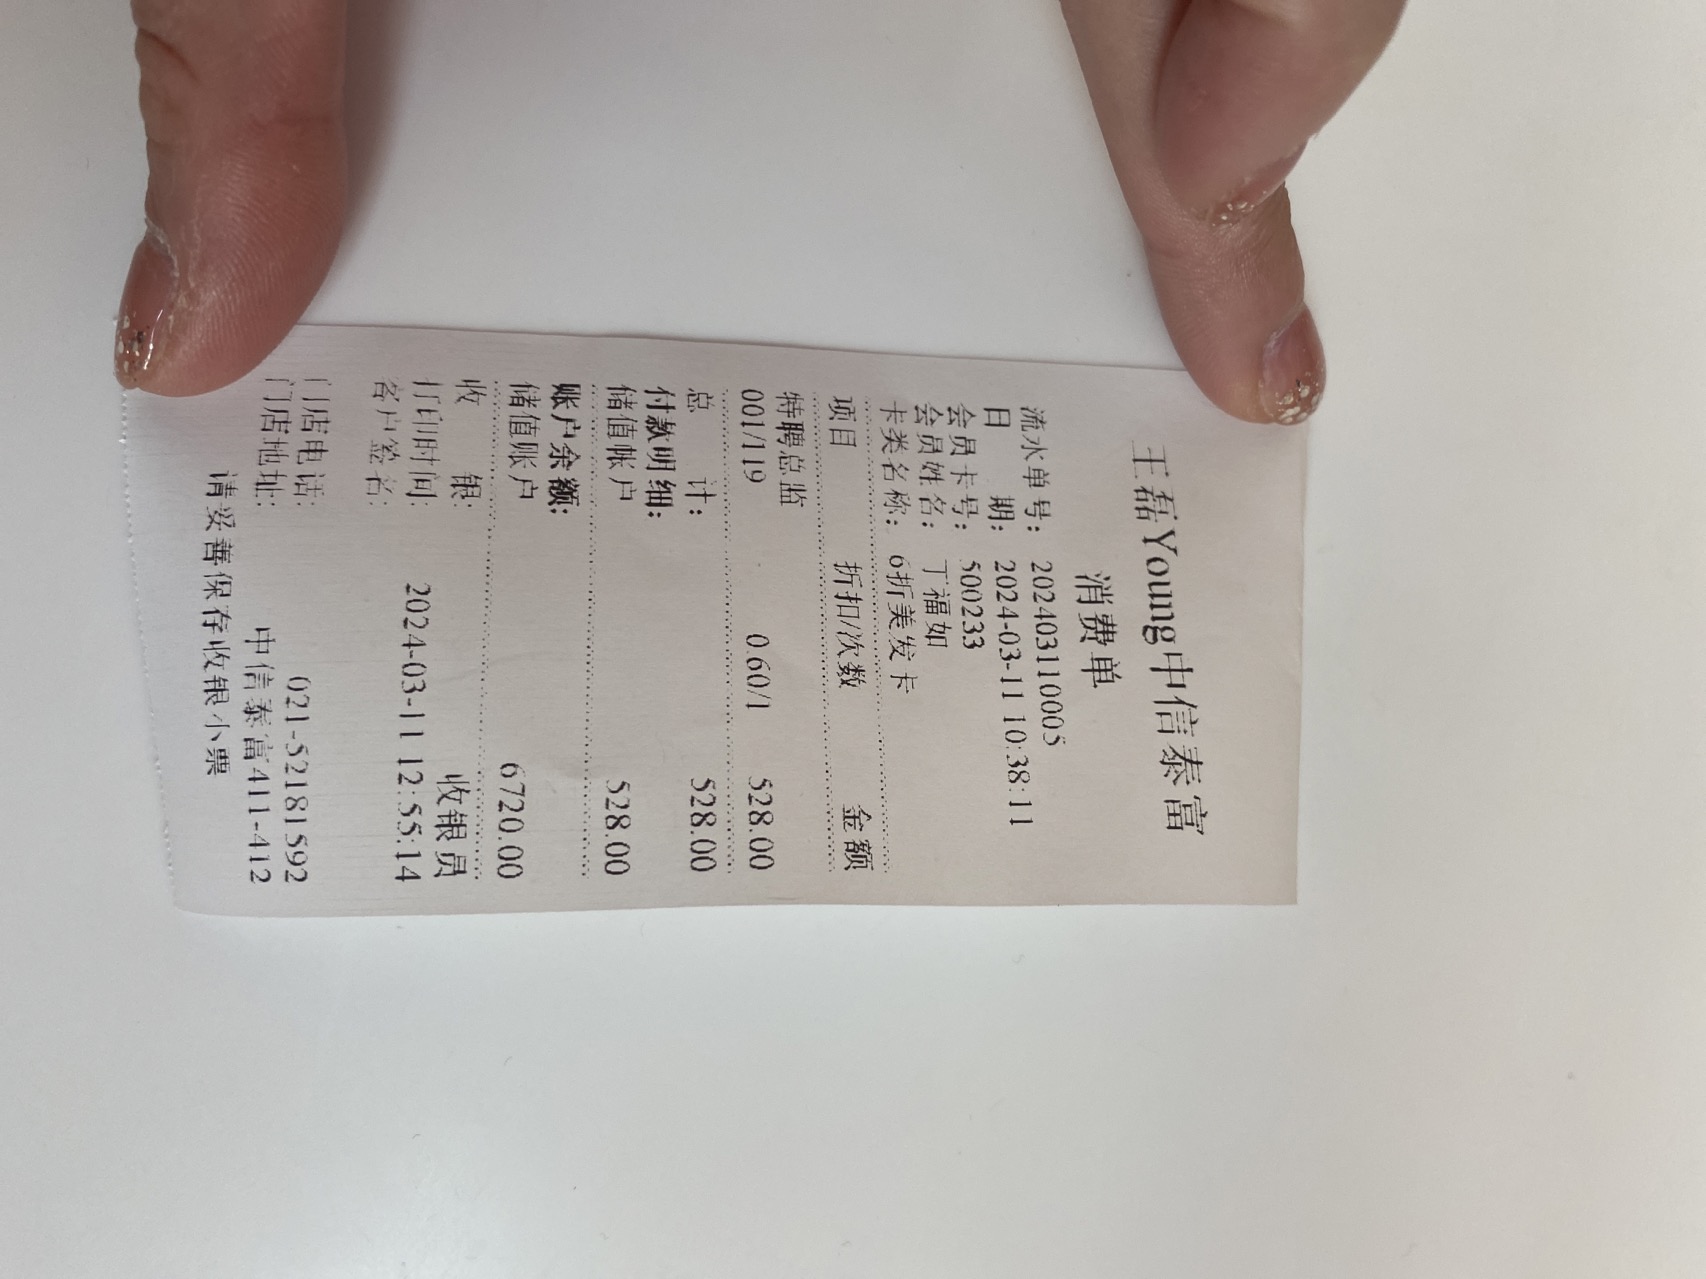 王磊Young中信泰富
消费单
流水单号: 202403110005
日 期: 2024-03-11 10:38:11
会员卡号: 500233
会员姓名: 丁福如
卡类名称: 6折美发卡
项目 折扣/次数 金额
特聘总监
001/119 0.60/1 528.00
总 计: 528.00
付款明细:
储值帐户 528.00
账户余额:
储值账户 6720.00
收 银: 收银员
打印时间: 2024-03-11 12:55:14
客户签名:
门店电话: 021-52181592
门店地址: 中信泰富411-412
请妥善保存收银小票